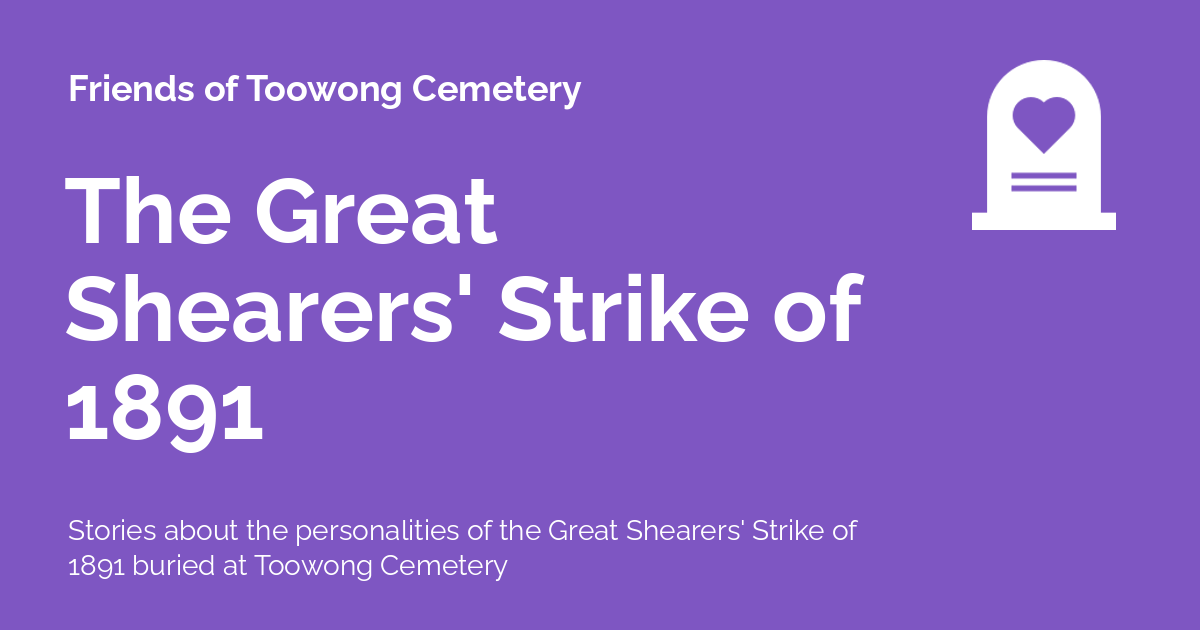 Friends of Toowong Cemetery
The Great
Shearers' Strike of
1891
Stories about the personalities of the Great Shearers' Strike of
1891 buried at Toowong Cemetery